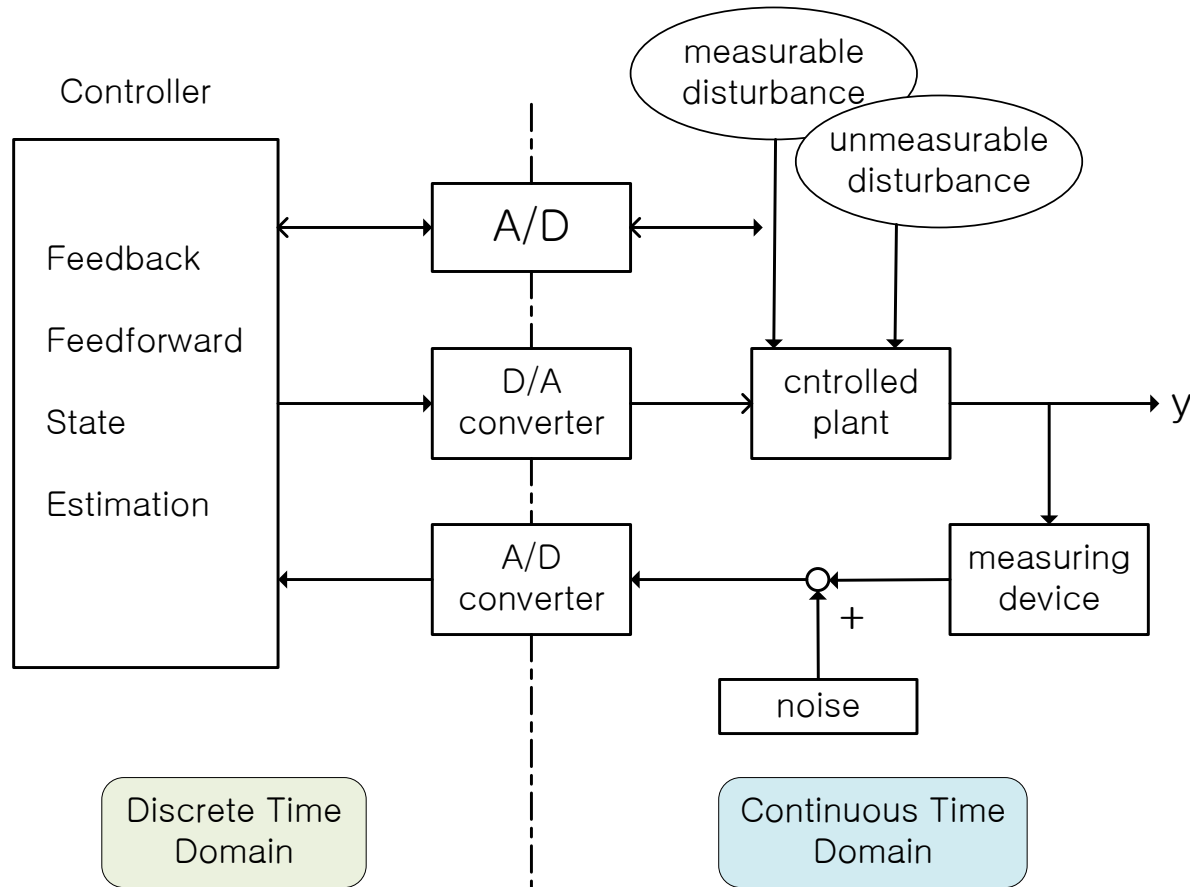 Controller
measurable
disturbance
unmeasurable
disturbance
A/D
Feedback
Feedforward
State
Estimation
D/A
converter
cntrolled
plant
y
A/D
converter
measuring
device
+
noise
Discrete Time
Domain
Continuous Time
Domain